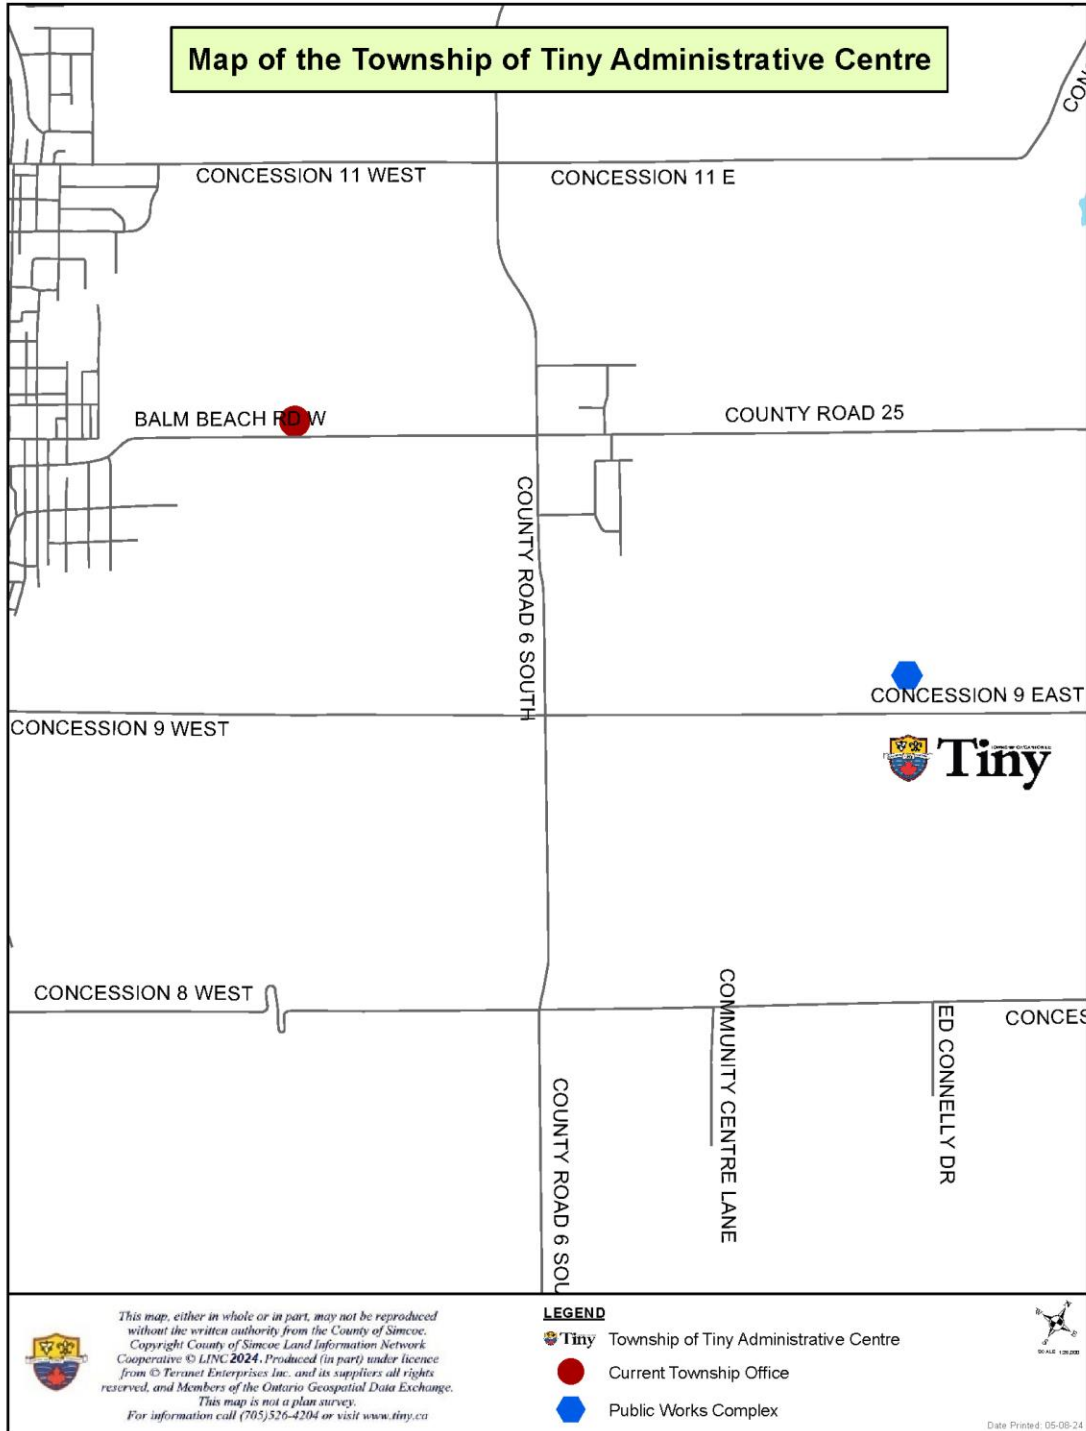 Map of the Township of Tiny Administrative Centre
CON
CONCESSION 11 WEST
CONCESSION 11 E
BALM BEACH RD W
COUNTY ROAD 25
COUNTY ROAD 6 SOUTH
CONCESSION 9 EAST
CONCESSION 9 WEST
Tiny
CONCESSION 8 WEST
COMMUNITY CENTRE LANE
ED CONNELLY DR
CONCES
COUNTY ROAD 6 SOU
This map, either in whole or in part, may not be reproduced
without the written authority from the County of Simcoe.
Copyright County of Simcoe Land Information Network
Cooperative © LINC 2024. Produced (in part) under licence
from © Teranet Enterprises Inc. and its suppliers all rights
reserved, and Members of the Ontario Geospatial Data Exchange.
This map is not a plan survey.
For information call (705)526-4204 or visit www.tiny.ca
LEGEND
Tiny Township of Tiny Administrative Centre
Current Township Office
Public Works Complex
N
W
E
S
Date Printed: 05-08-24